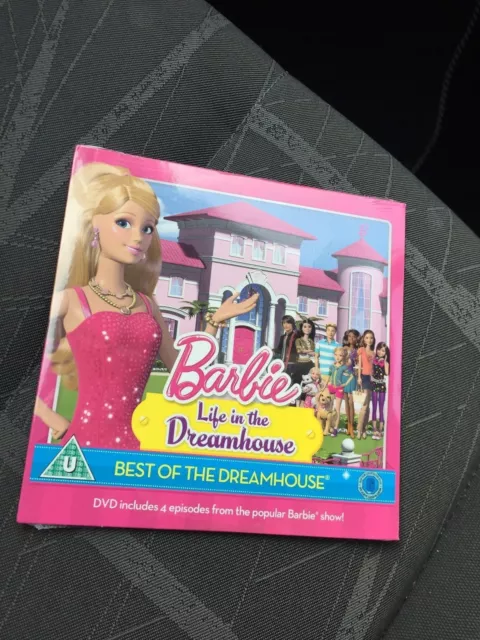 Barbie
Life in the
Dreamhouse
U
BEST OF THE DREAMHOUSE®
DVD includes 4 episodes from the popular Barbie® show!